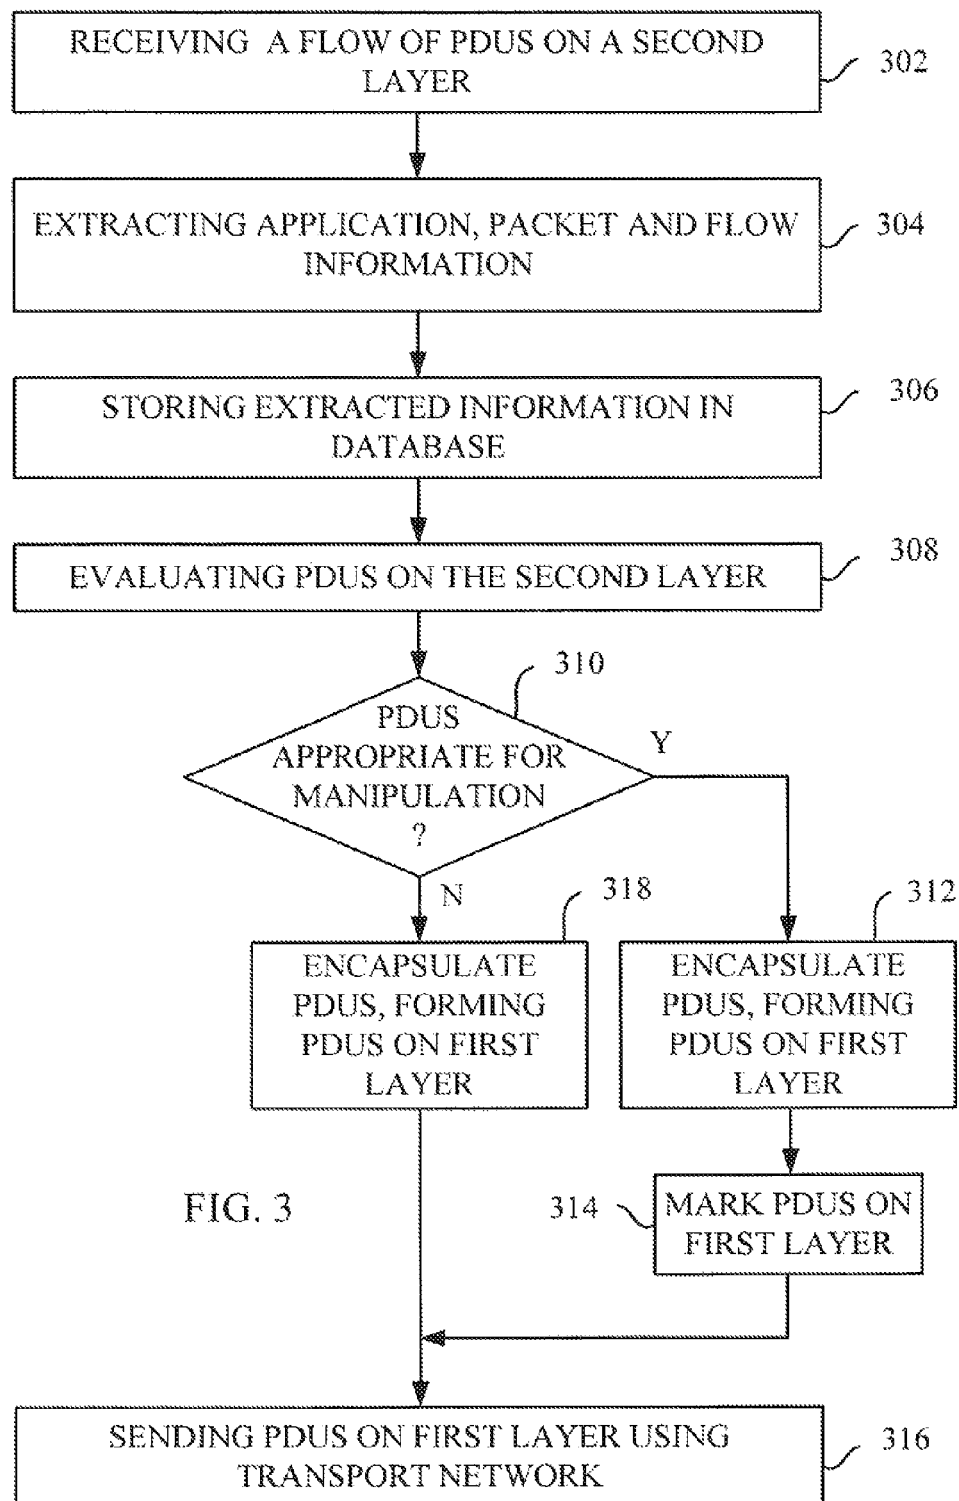 RECEIVING A FLOW OF PDUS ON A SECOND
LAYER
302
EXTRACTING APPLICATION, PACKET AND FLOW
INFORMATION
304
STORING EXTRACTED INFORMATION IN
DATABASE
306
EVALUATING PDUS ON THE SECOND LAYER
308
310
PDUS
APPROPRIATE FOR
MANIPULATION
?
Y
N
318
ENCAPSULATE
PDUS, FORMING
PDUS ON FIRST
LAYER
312
ENCAPSULATE
PDUS, FORMING
PDUS ON FIRST
LAYER
FIG. 3
314
MARK PDUS ON
FIRST LAYER
SENDING PDUS ON FIRST LAYER USING
TRANSPORT NETWORK
316